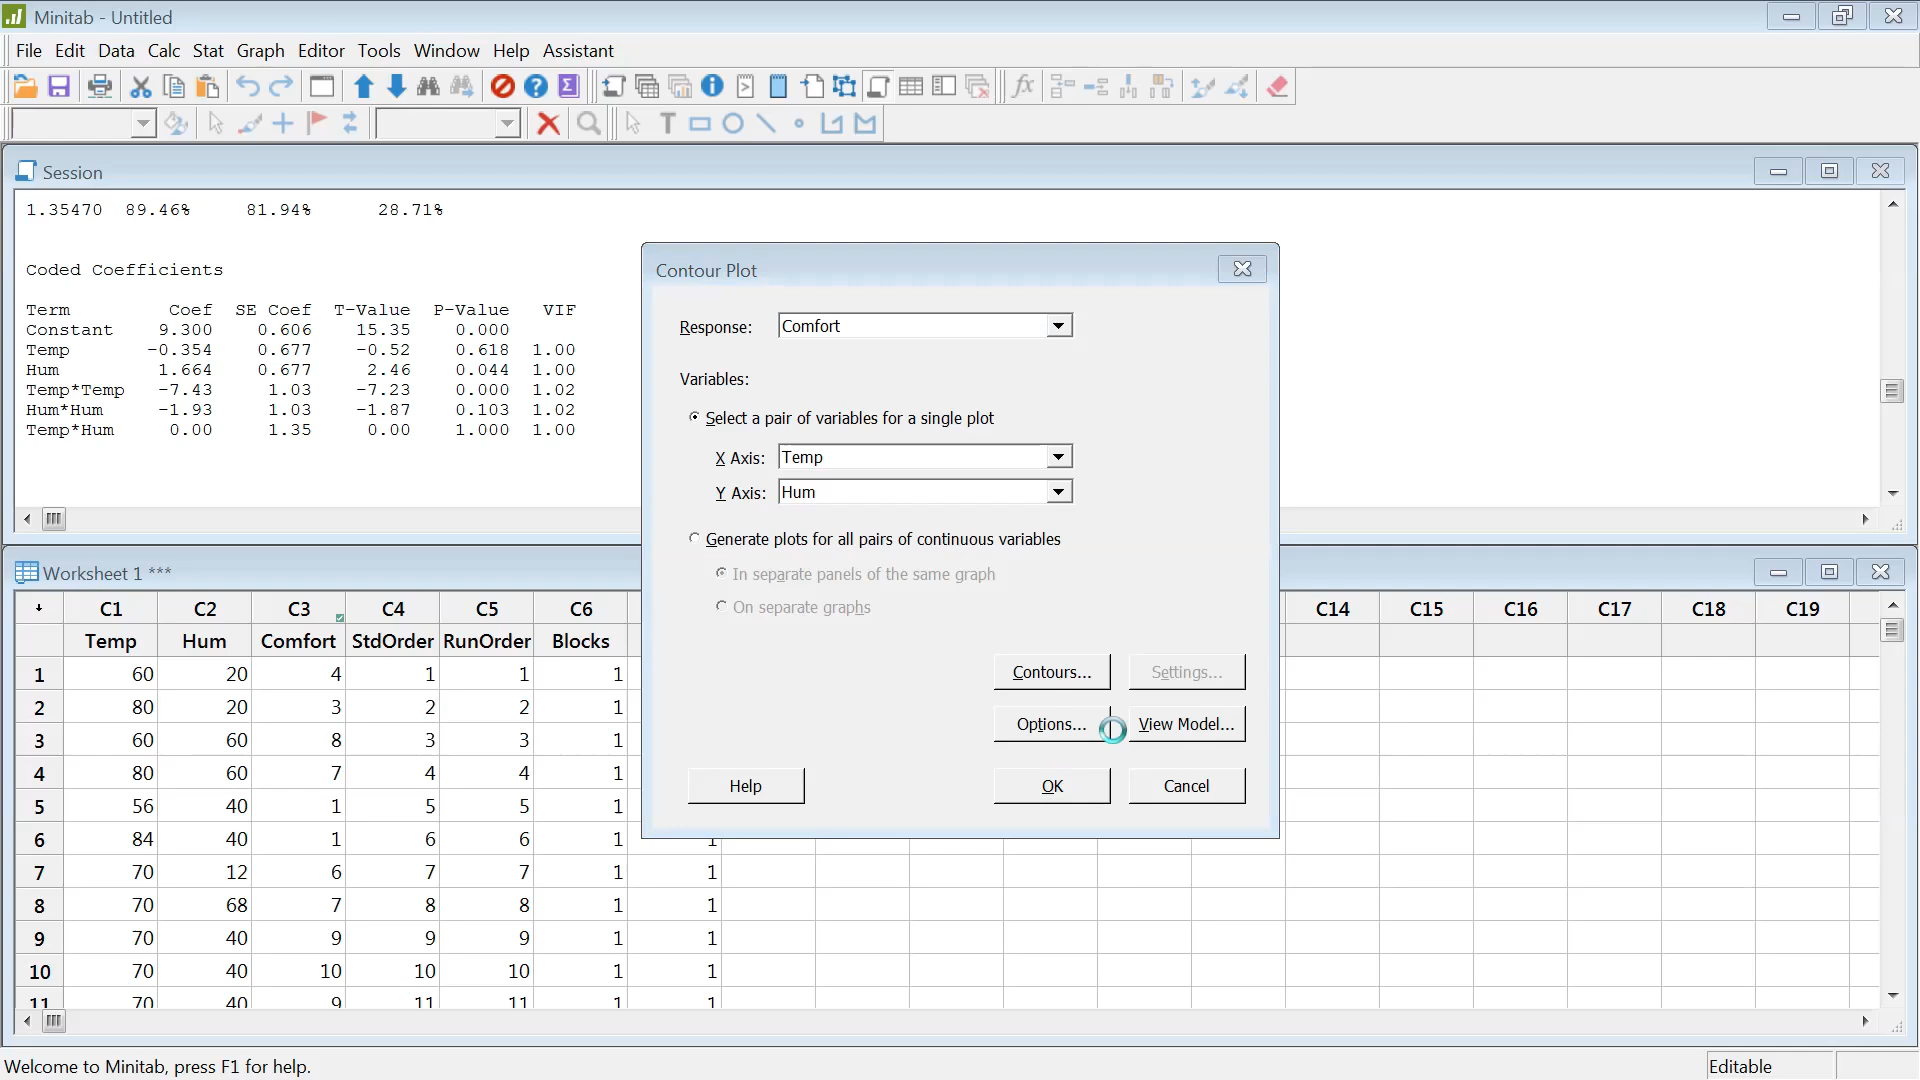 Minitab - Untitled
File Edit Data Calc Stat Graph Editor Tools Window Help Assistant
Session
1.35470 89.46% 81.94% 28.71%
Coded Coefficients
Term Coef SE Coef T-Value P-Value VIF
Constant 9.300 0.606 15.35 0.000
Temp -0.354 0.677 -0.52 0.618 1.00
Hum 1.664 0.677 2.46 0.044 1.00
Temp*Temp -7.43 1.03 -7.23 0.000 1.02
Hum*Hum -1.93 1.03 -1.87 0.103 1.02
Temp*Hum 0.00 1.35 0.00 1.000 1.00
Contour Plot
Response: Comfort
Variables:
Select a pair of variables for a single plot
X Axis: Temp
Y Axis: Hum
Generate plots for all pairs of continuous variables
In separate panels of the same graph
On separate graphs
Contours... Settings...
Options... View Model...
Help OK Cancel
Worksheet 1 ***
C1 C2 C3 C4 C5 C6 C14 C15 C16 C17 C18 C19
Temp Hum Comfort StdOrder RunOrder Blocks
1 60 20 4 1 1 1
2 80 20 3 2 2 1
3 60 60 8 3 3 1
4 80 60 7 4 4 1
5 56 40 1 5 5 1
6 84 40 1 6 6 1 1
7 70 12 6 7 7 1 1
8 70 68 7 8 8 1 1
9 70 40 9 9 9 1 1
10 70 40 10 10 10 1 1
11 70 40 9 11 11 1 1
Welcome to Minitab, press F1 for help.
Editable